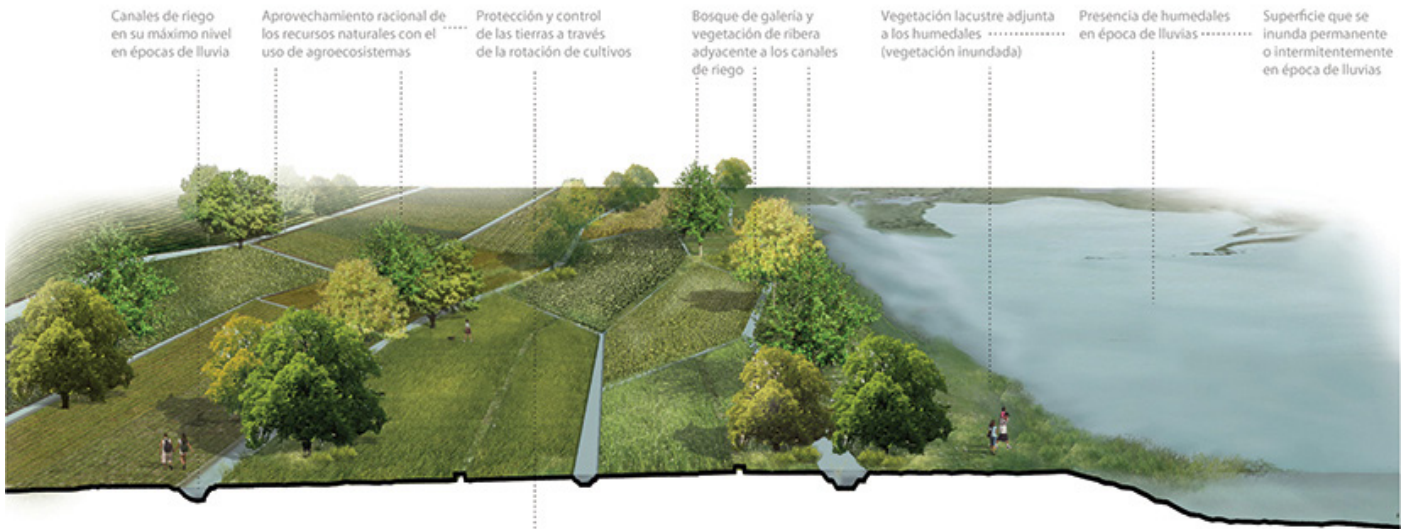 Canales de riego
en su máximo nivel
en épocas de lluvia
Aprovechamiento racional de
los recursos naturales con el
uso de agroecosistemas
Protección y control
de las tierras a través
de la rotación de cultivos
Bosque de galería y
vegetación de ribera
adyacente a los canales
de riego
Vegetación lacustre adjunta
a los humedales
(vegetación inundada)
Presencia de humedales
en época de lluvias
Superficie que se
inunda permanente
o intermitentemente
en época de lluvias